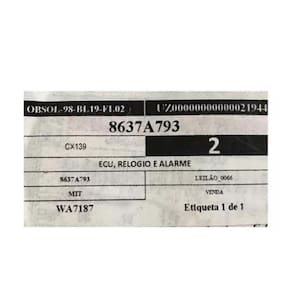 OBSOL-98-BL19-FL02 UZ00000000000021944
8637A793
CX139 2
ECU, RELOGIO E ALARME
8637A793 LEILÃO_0066
MIT VENDA
WA7187 Etiqueta 1 de 1